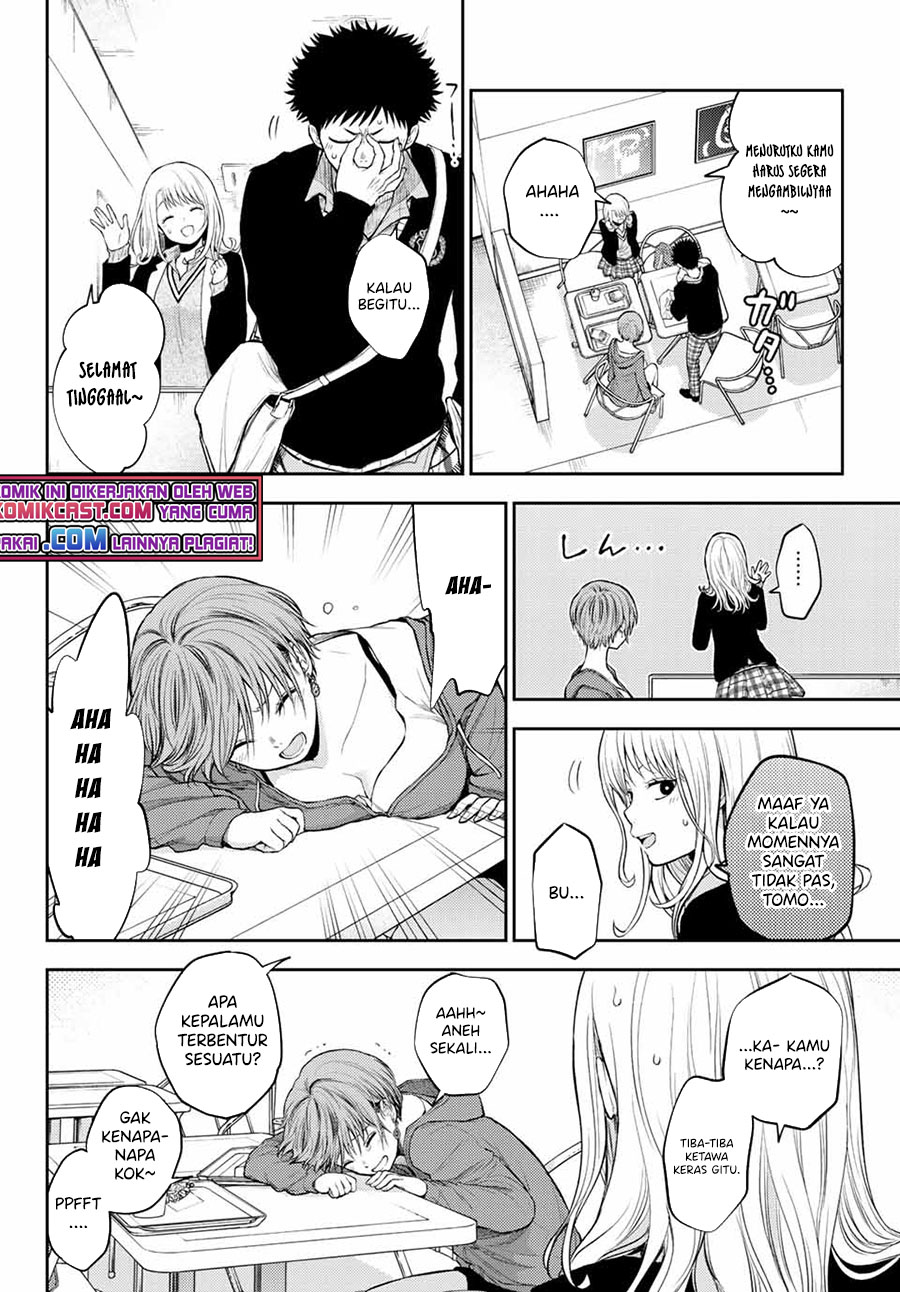 MENURUTKU KAMU
HARUS SEGERA
MENGAMBILNYAA
~~
AHAHA
....
ガタ...
KALAU
BEGITU...
SELAMAT
TINGGAAL~
KOMIK INI DIKERJAKAN OLEH WEB
KOMIKCAST.COM YANG CUMA
PAKAI .COM LAINNYA PLAGIAT!
......
しん...
MAAF YA
KALAU
MOMENNYA
SANGAT
TIDAK PAS,
TOMO...
BU...
AHA-
AHA
HA
HA
HA
HA
...KA- KAMU
KENAPA...?
TIBA-TIBA
KETAWA
KERAS GITU.
AAHH~
ANEH
SEKALI...
APA
KEPALAMU
TERBENTUR
SESUATU?
GAK
KENAPA-
NAPA
KOK~
PPFFT
....